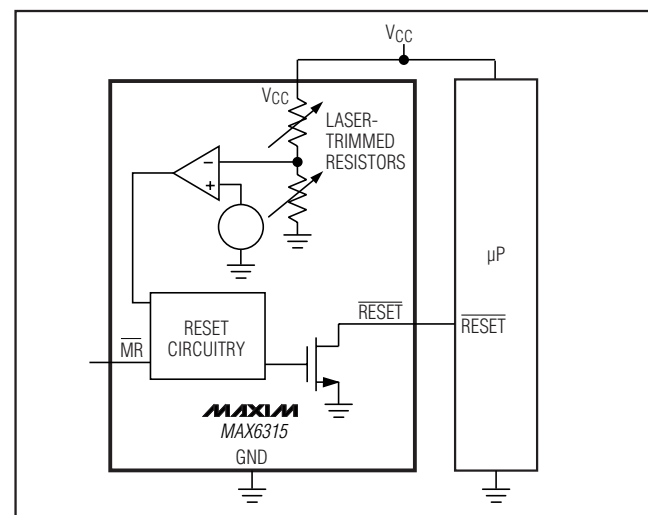 VCC
VCC
LASER-
TRIMMED
RESISTORS
−
+
µP
RESET
RESET
MR
RESET
CIRCUITRY
MAXIM
MAX6315
GND